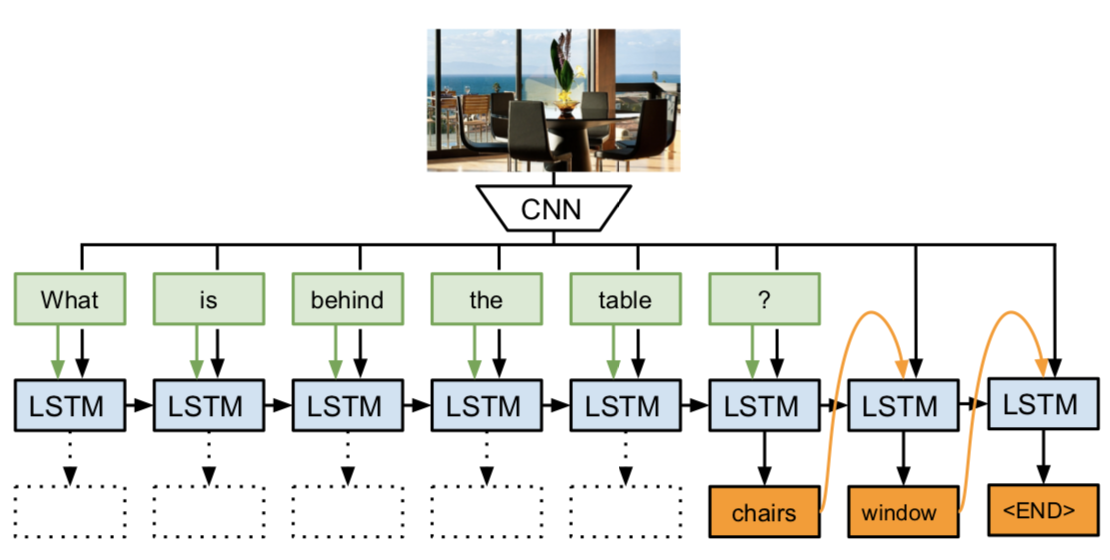 CNN
What is behind the table ?
LSTM LSTM LSTM LSTM LSTM LSTM LSTM LSTM
chairs window <END>